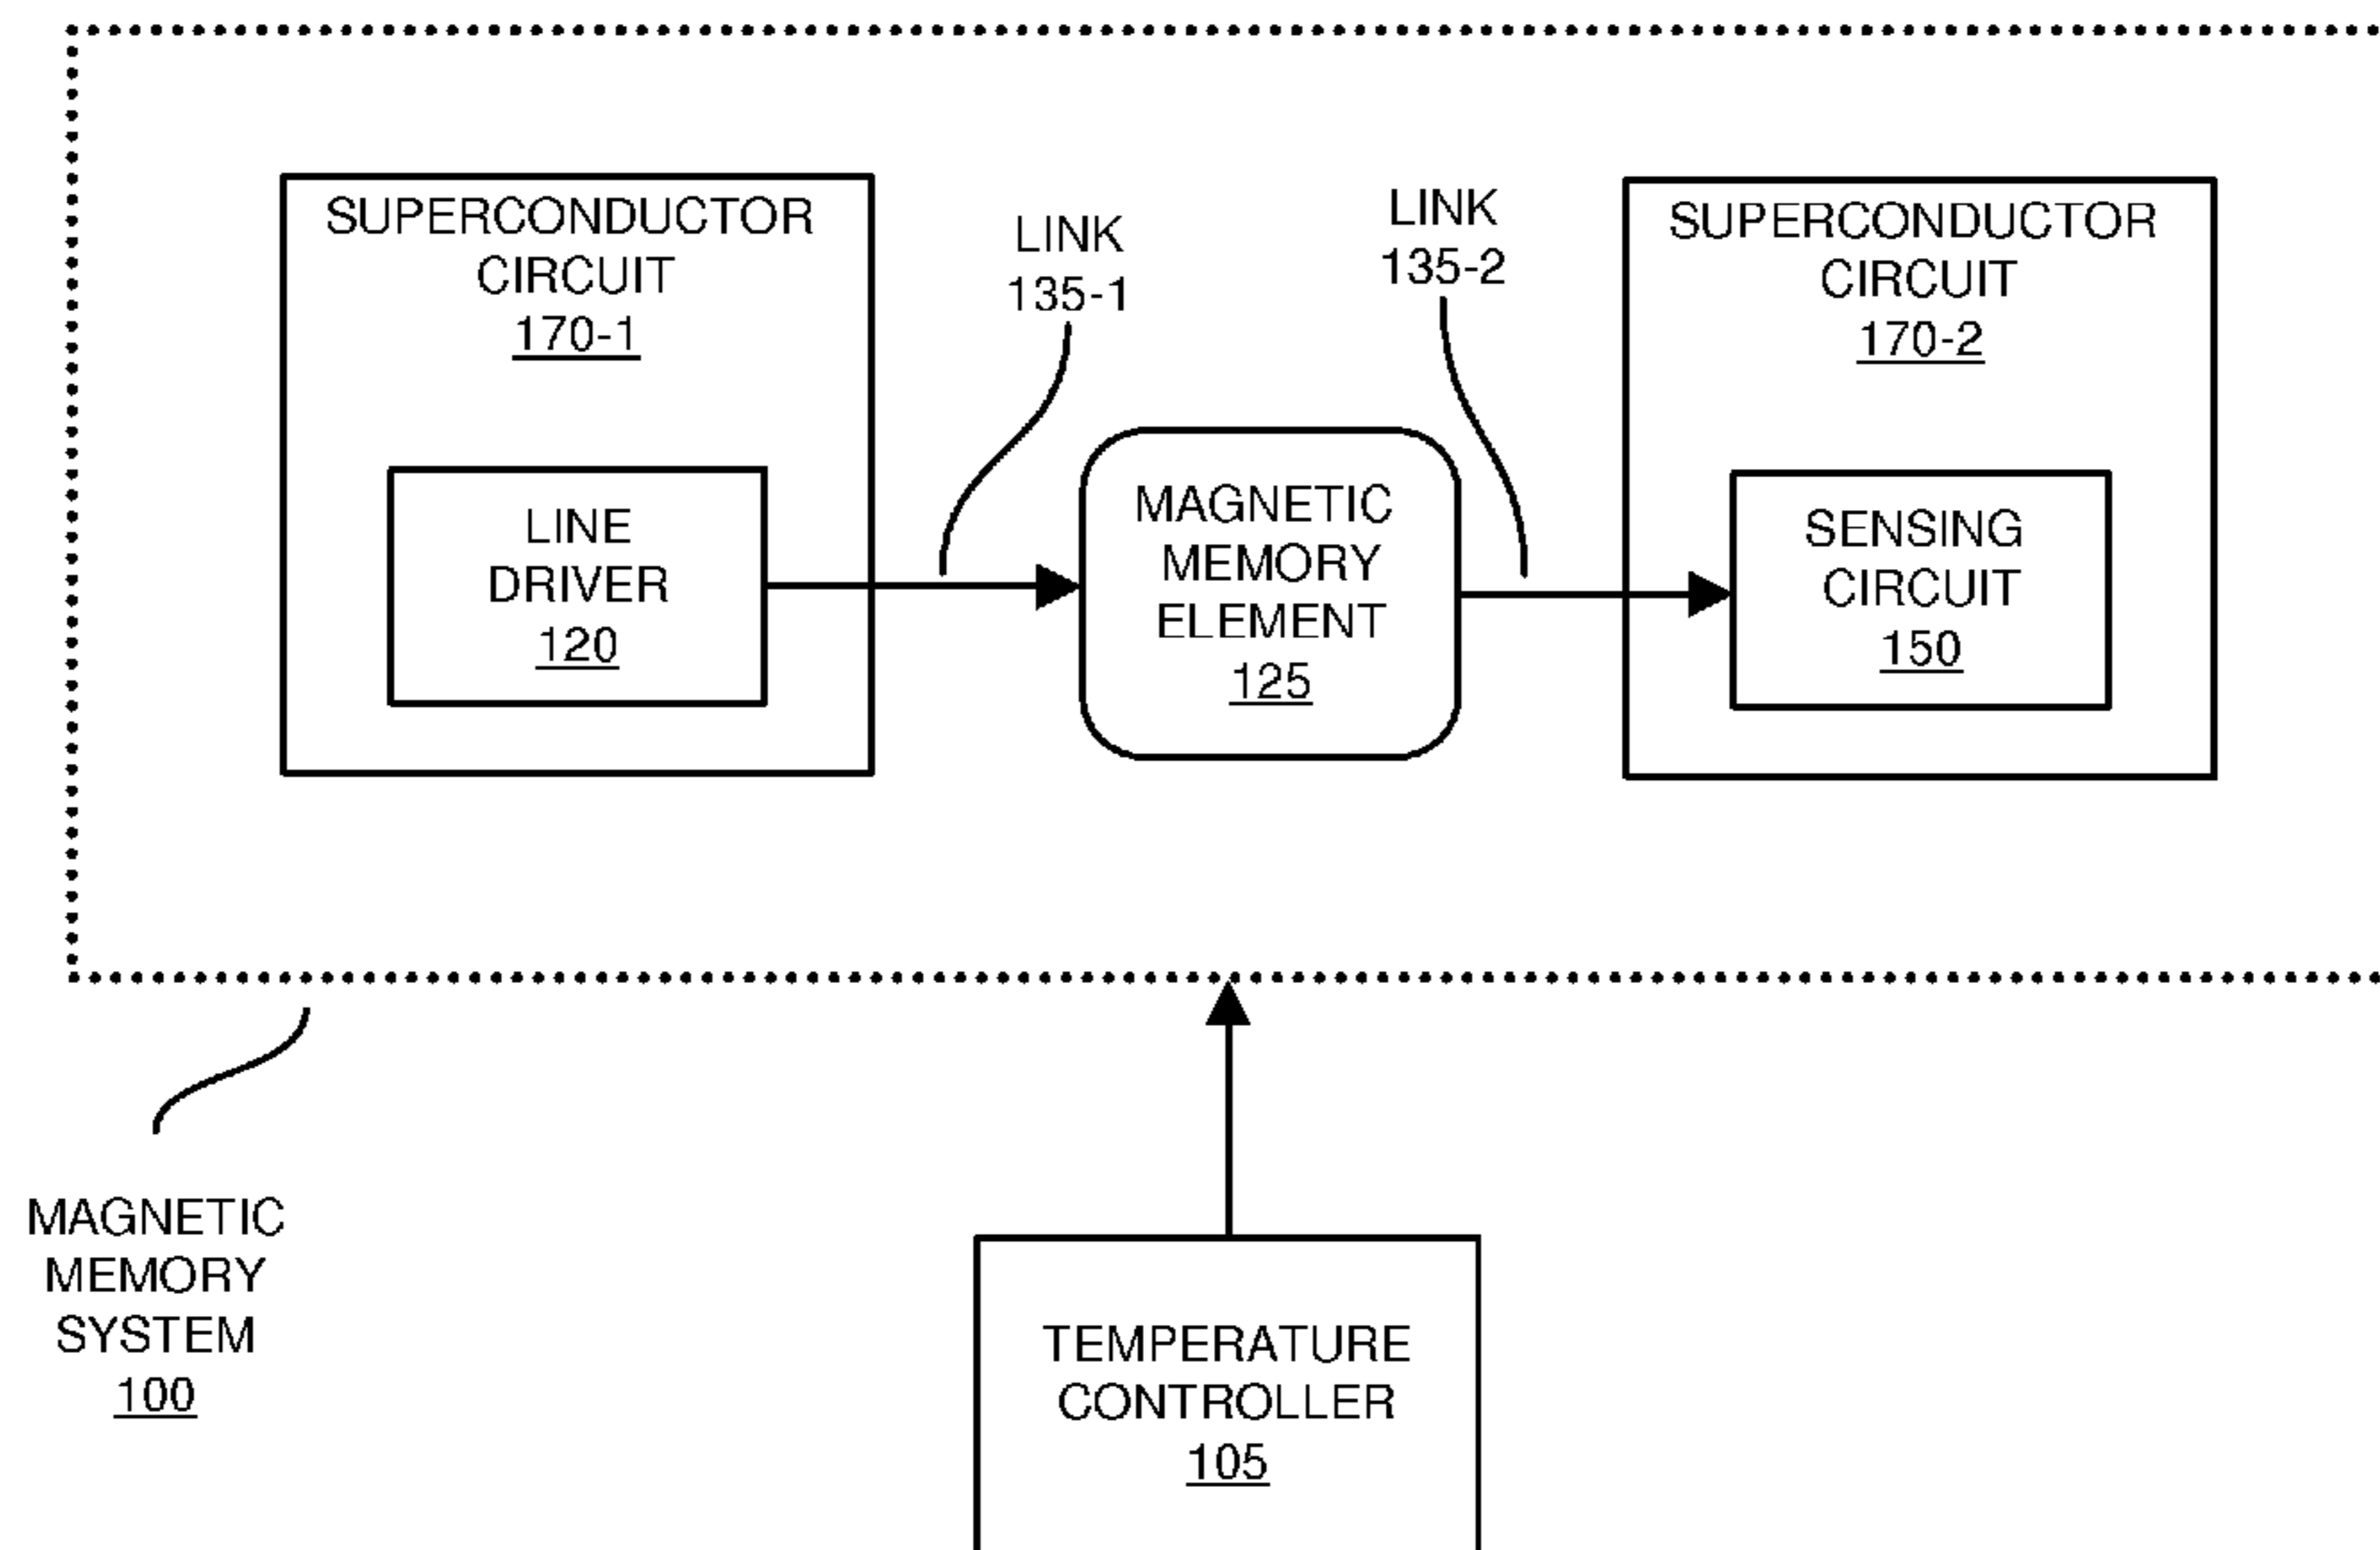 SUPERCONDUCTOR
CIRCUIT
170-1
LINE
DRIVER
120
LINK
135-1
MAGNETIC
MEMORY
ELEMENT
125
LINK
135-2
SUPERCONDUCTOR
CIRCUIT
170-2
SENSING
CIRCUIT
150
MAGNETIC
MEMORY
SYSTEM
100
TEMPERATURE
CONTROLLER
105